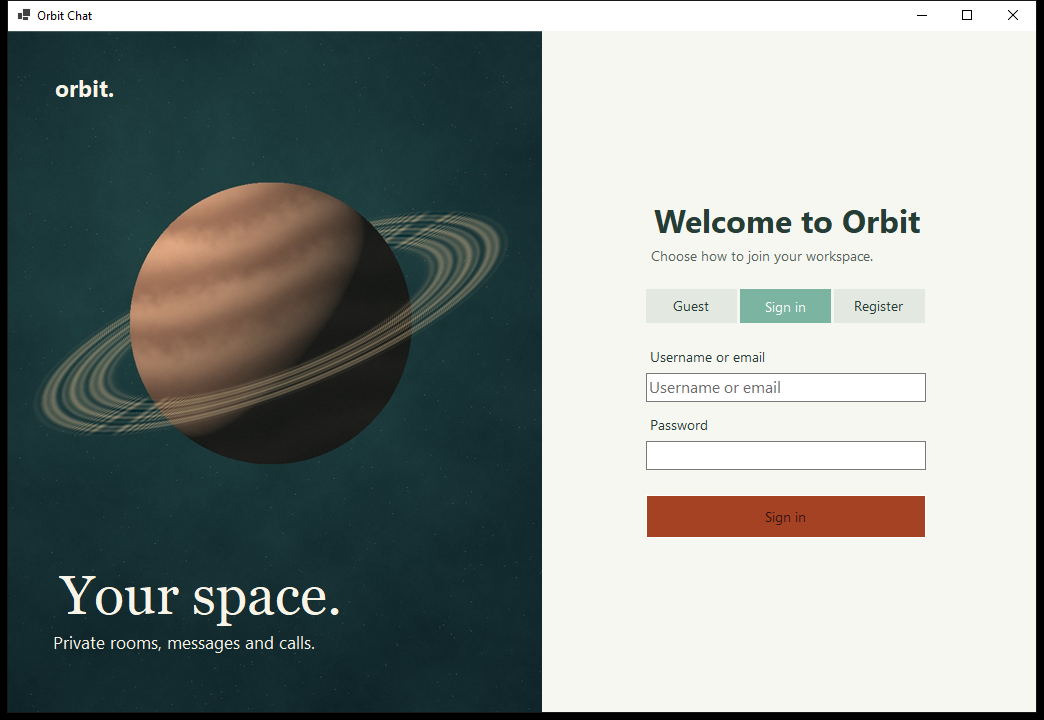 Orbit Chat
orbit.
Your space.
Private rooms, messages and calls.
Welcome to Orbit
Choose how to join your workspace.
Guest Sign in Register
Username or email
Username or email
Password
Sign in